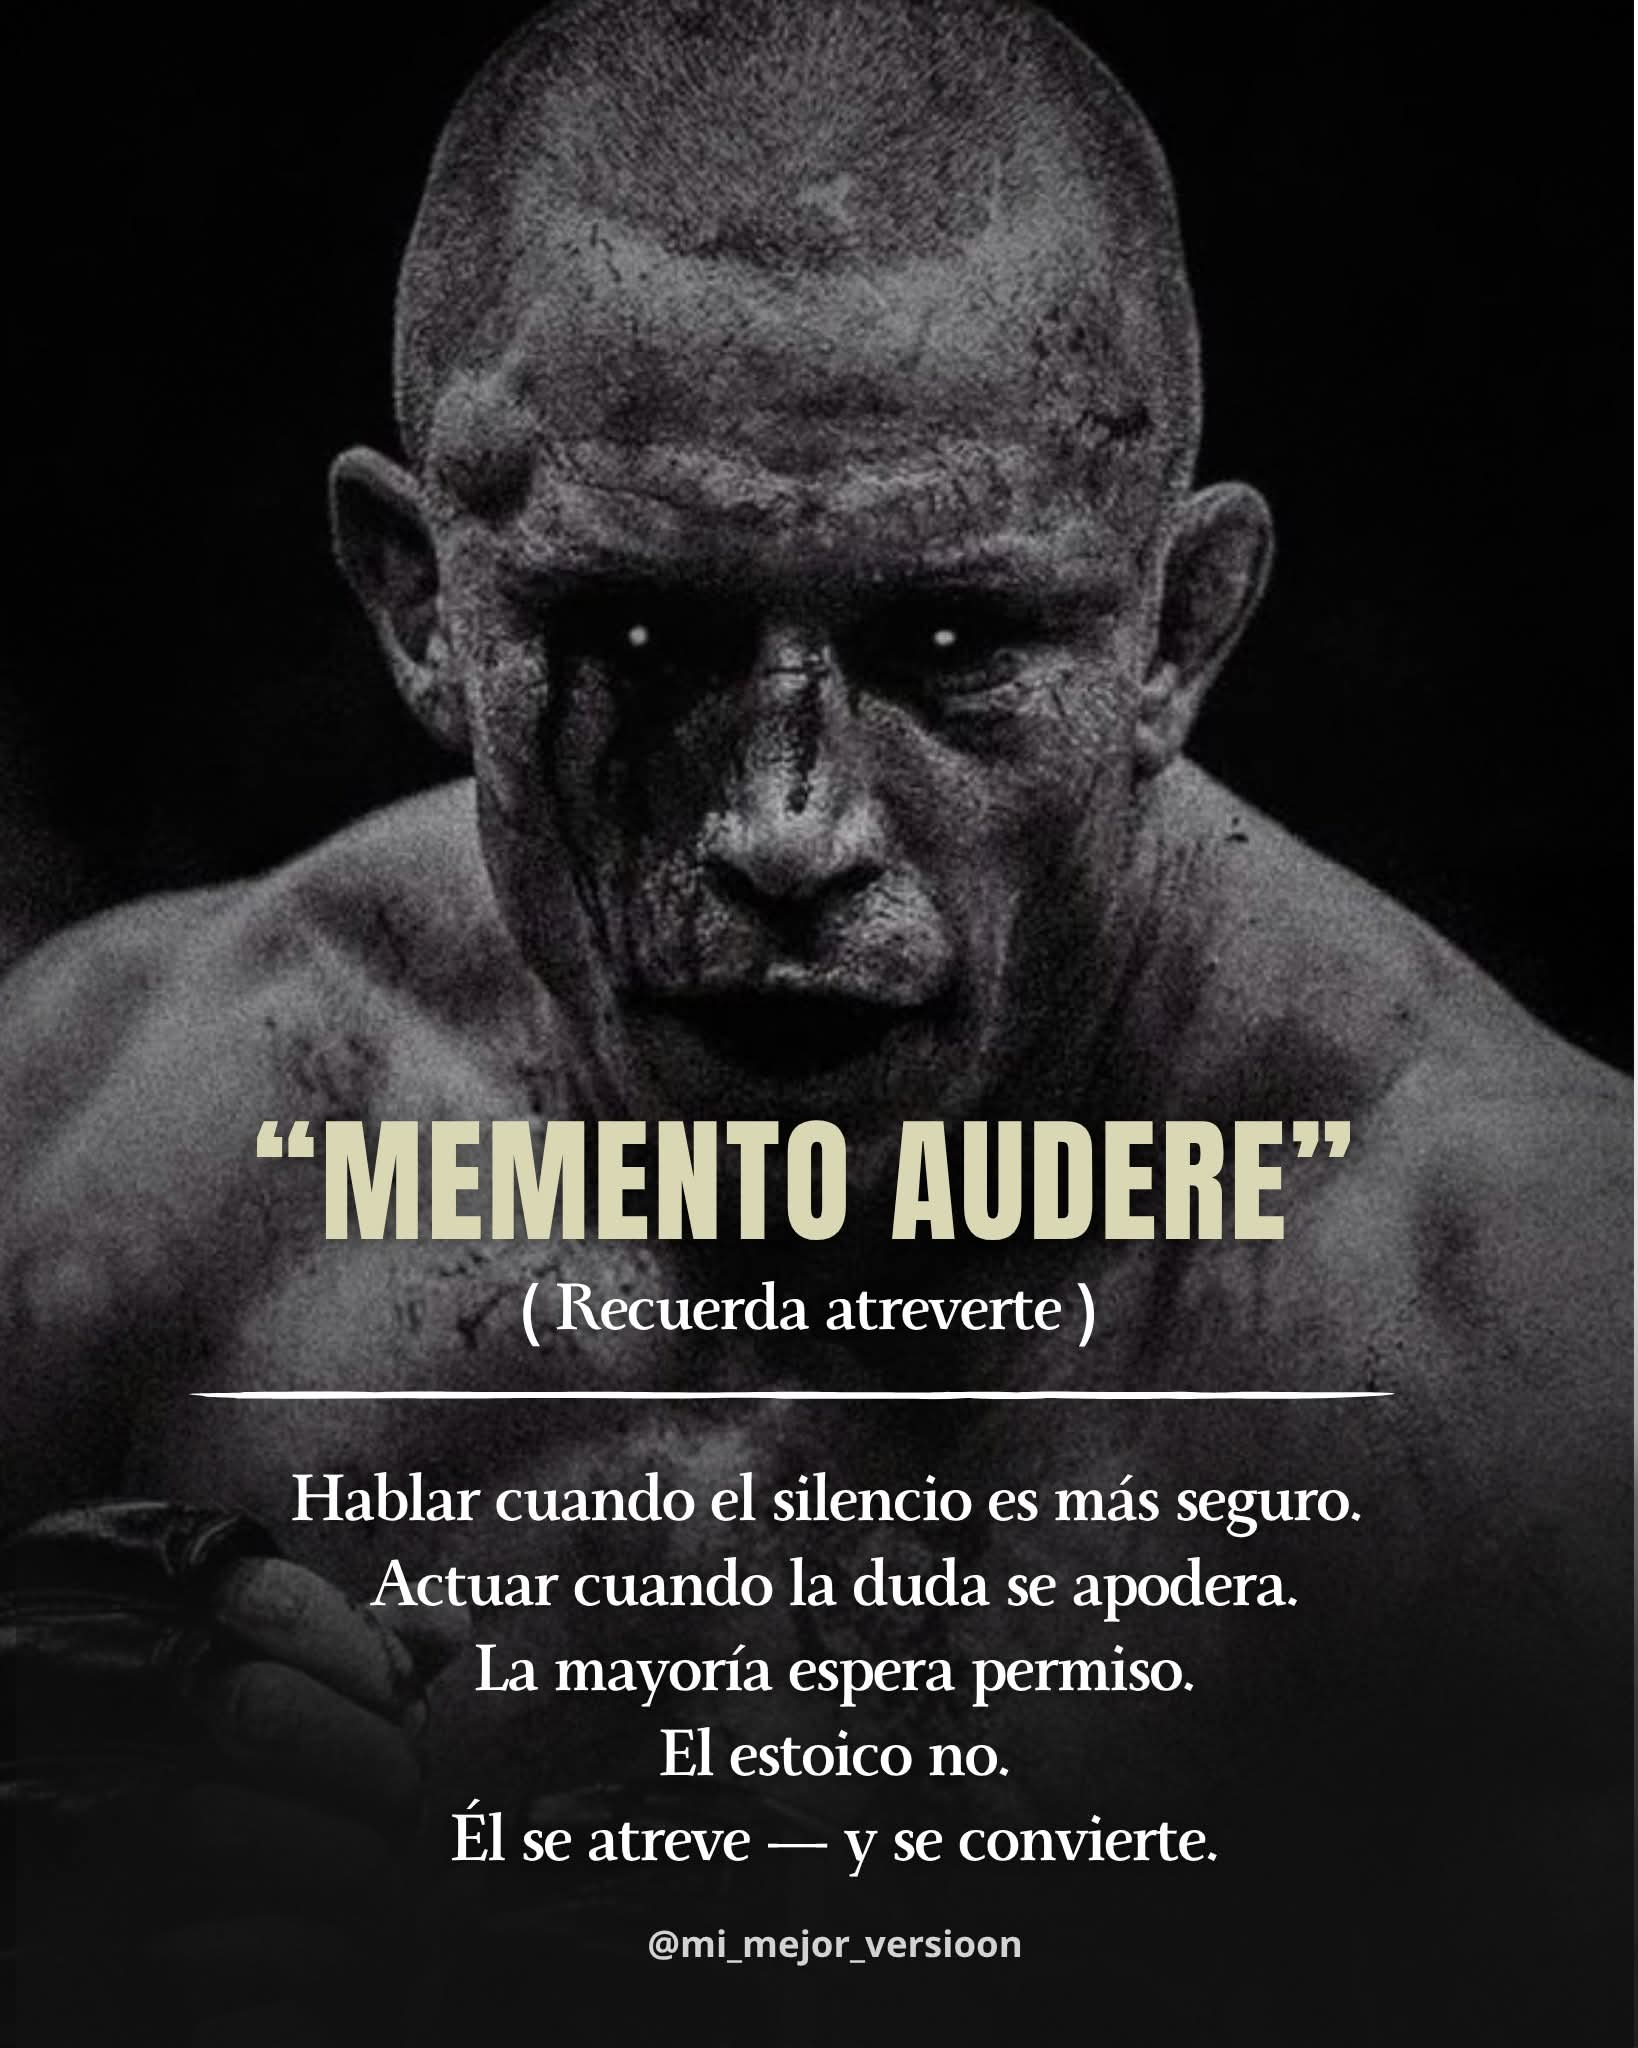 “MEMENTO AUDERE”
( Recuerda atreverte )
Hablar cuando el silencio es más seguro.
Actuar cuando la duda se apodera.
La mayoría espera permiso.
El estoico no.
Él se atreve — y se convierte.
@mi_mejor_versioon